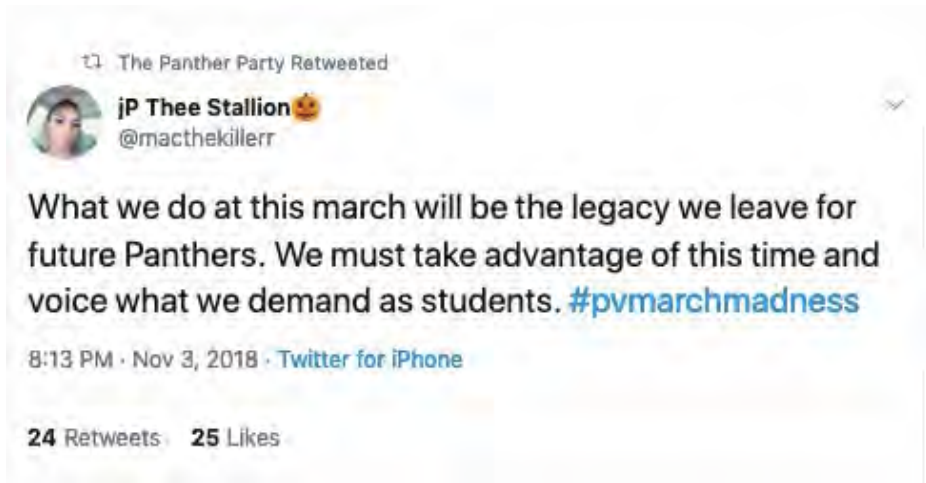 The Panther Party Retweeted
jP Thee Stallion🎃
@macthekillerr
What we do at this march will be the legacy we leave for
future Panthers. We must take advantage of this time and
voice what we demand as students. #pvmarchmadness
8:13 PM · Nov 3, 2018 · Twitter for iPhone
24 Retweets 25 Likes